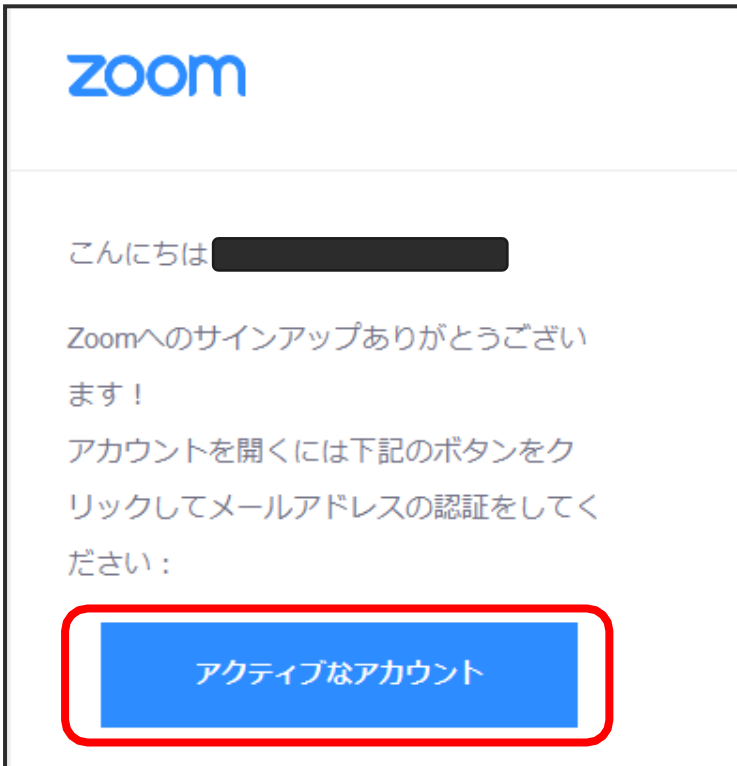 zoom
こんにちは
Zoomへのサインアップありがとうござい
ます！
アカウントを開くには下記のボタンをク
リックしてメールアドレスの認証をしてく
ださい：
アクティブなアカウント